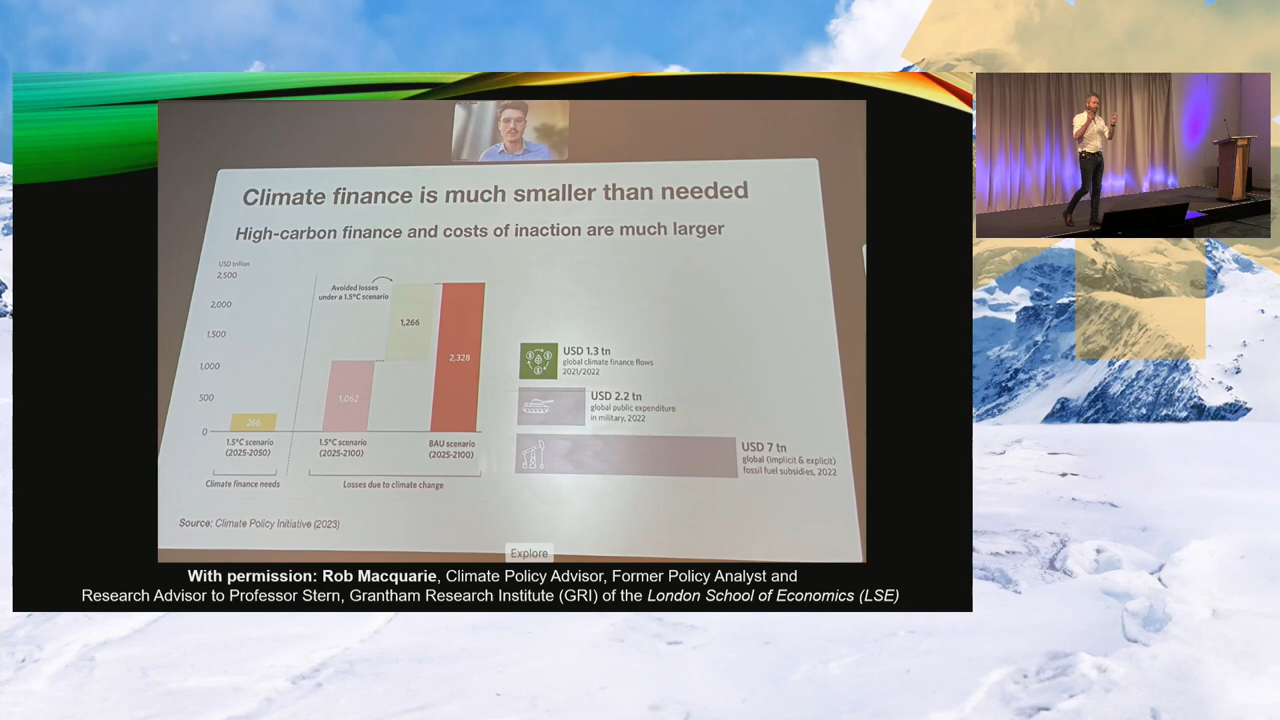 Climate finance is much smaller than needed
High-carbon finance and costs of inaction are much larger
USD trillion
2,500
2,000
1,500
1,000
500
0
Avoided losses
under a 1.5°C scenario
266
1,062
1,266
2,328
1.5°C scenario
(2025-2050)
1.5°C scenario
(2025-2100)
BAU scenario
(2025-2100)
Climate finance needs
Losses due to climate change
USD 1.3 tn
global climate finance flows
2021/2022
USD 2.2 tn
global public expenditure
in military, 2022
USD 7 tn
global (implicit & explicit)
fossil fuel subsidies, 2022
Source: Climate Policy Initiative (2023)
Explore
With permission: Rob Macquarie, Climate Policy Advisor, Former Policy Analyst and
Research Advisor to Professor Stern, Grantham Research Institute (GRI) of the London School of Economics (LSE)